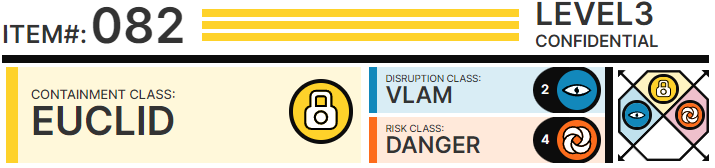 ITEM#: 082
LEVEL3
CONFIDENTIAL
CONTAINMENT CLASS:
EUCLID
DISRUPTION CLASS:
VLAM
2
RISK CLASS:
DANGER
4